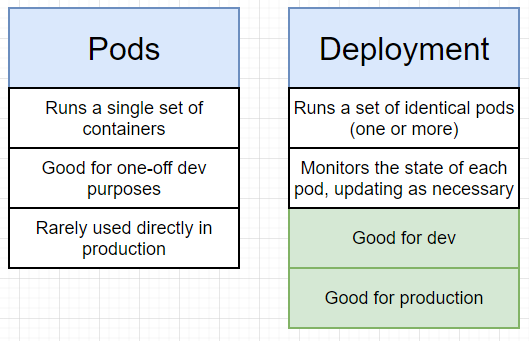 Pods
Runs a single set of
containers
Good for one-off dev
purposes
Rarely used directly in
production
Deployment
Runs a set of identical pods
(one or more)
Monitors the state of each
pod, updating as necessary
Good for dev
Good for production